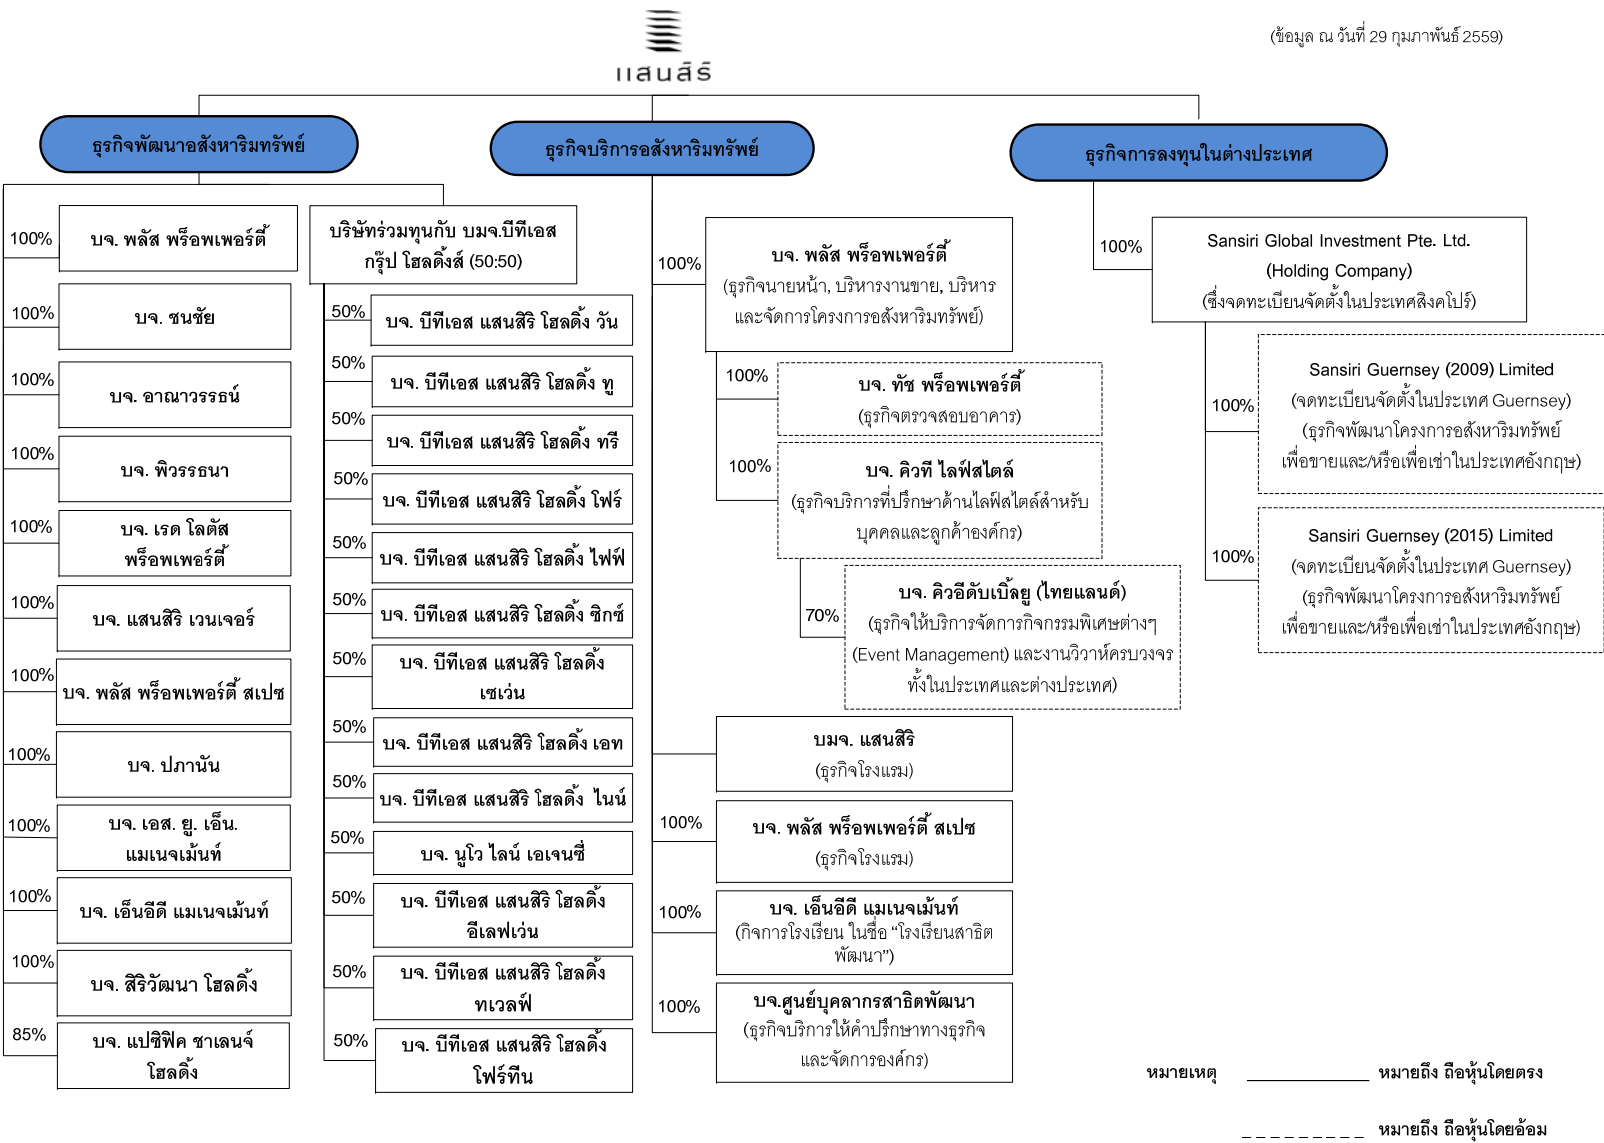 แสนสิริ
(ข้อมูล ณ วันที่ 29 กุมภาพันธ์ 2559)
ธุรกิจพัฒนาอสังหาริมทรัพย์
100%
บจ. พลัส พร็อพเพอร์ตี้
100%
บจ. ชนชัย
100%
บจ. อาณาวรรธน์
100%
บจ. พิวรรธนา
100%
บจ. เรด โลตัส
พร็อพเพอร์ตี้
100%
บจ. แสนสิริ เวนเจอร์
100%
บจ. พลัส พร็อพเพอร์ตี้ สเปซ
100%
บจ. ปภานัน
100%
บจ. เอส. ยู. เอ็น.
แมเนจเม้นท์
100%
บจ. เอ็นอีดี แมเนจเม้นท์
100%
บจ. สิริวัฒนา โฮลดิ้ง
85%
บจ. แปซิฟิค ชาเลนจ์
โฮลดิ้ง
บริษัทร่วมทุนกับ บมจ.บีทีเอส
กรุ๊ป โฮลดิ้งส์ (50:50)
50%
บจ. บีทีเอส แสนสิริ โฮลดิ้ง วัน
50%
บจ. บีทีเอส แสนสิริ โฮลดิ้ง ทู
50%
บจ. บีทีเอส แสนสิริ โฮลดิ้ง ทรี
50%
บจ. บีทีเอส แสนสิริ โฮลดิ้ง โฟร์
50%
บจ. บีทีเอส แสนสิริ โฮลดิ้ง ไฟฟ์
50%
บจ. บีทีเอส แสนสิริ โฮลดิ้ง ซิกซ์
50%
บจ. บีทีเอส แสนสิริ โฮลดิ้ง
เซเว่น
50%
บจ. บีทีเอส แสนสิริ โฮลดิ้ง เอท
50%
บจ. บีทีเอส แสนสิริ โฮลดิ้ง ไนน์
50%
บจ. นูโว ไลน์ เอเจนซี่
50%
บจ. บีทีเอส แสนสิริ โฮลดิ้ง
อีเลฟเว่น
50%
บจ. บีทีเอส แสนสิริ โฮลดิ้ง
ทเวลฟ์
50%
บจ. บีทีเอส แสนสิริ โฮลดิ้ง
โฟร์ทีน
ธุรกิจบริการอสังหาริมทรัพย์
100%
บจ. พลัส พร็อพเพอร์ตี้
(ธุรกิจนายหน้า, บริหารงานขาย, บริหาร
และจัดการโครงการอสังหาริมทรัพย์)
100%
บจ. ทัช พร็อพเพอร์ตี้
(ธุรกิจตรวจสอบอาคาร)
100%
บจ. คิวที ไลฟ์สไตล์
(ธุรกิจบริการที่ปรึกษาด้านไลฟ์สไตล์สำหรับ
บุคคลและลูกค้าองค์กร)
70%
บจ. คิวอีดับเบิ้ลยู (ไทยแลนด์)
(ธุรกิจให้บริการจัดการกิจกรรมพิเศษต่างๆ
(Event Management) และงานวิวาห์ครบวงจร
ทั้งในประเทศและต่างประเทศ)
บมจ. แสนสิริ
(ธุรกิจโรงแรม)
100%
บจ. พลัส พร็อพเพอร์ตี้ สเปซ
(ธุรกิจโรงแรม)
100%
บจ. เอ็นอีดี แมเนจเม้นท์
(กิจการโรงเรียน ในชื่อ “โรงเรียนสาธิต
พัฒนา”)
100%
บจ.ศูนย์บุคลากรสาธิตพัฒนา
(ธุรกิจบริการให้คำปรึกษาทางธุรกิจ
และจัดการองค์กร)
ธุรกิจการลงทุนในต่างประเทศ
100%
Sansiri Global Investment Pte. Ltd.
(Holding Company)
(ซึ่งจดทะเบียนจัดตั้งในประเทศสิงคโปร์)
100%
Sansiri Guernsey (2009) Limited
(จดทะเบียนจัดตั้งในประเทศ Guernsey)
(ธุรกิจพัฒนาโครงการอสังหาริมทรัพย์
เพื่อขายและ/หรือเพื่อเช่าในประเทศอังกฤษ)
100%
Sansiri Guernsey (2015) Limited
(จดทะเบียนจัดตั้งในประเทศ Guernsey)
(ธุรกิจพัฒนาโครงการอสังหาริมทรัพย์
เพื่อขายและ/หรือเพื่อเช่าในประเทศอังกฤษ)
หมายเหตุ หมายถึง ถือหุ้นโดยตรง
หมายถึง ถือหุ้นโดยอ้อม